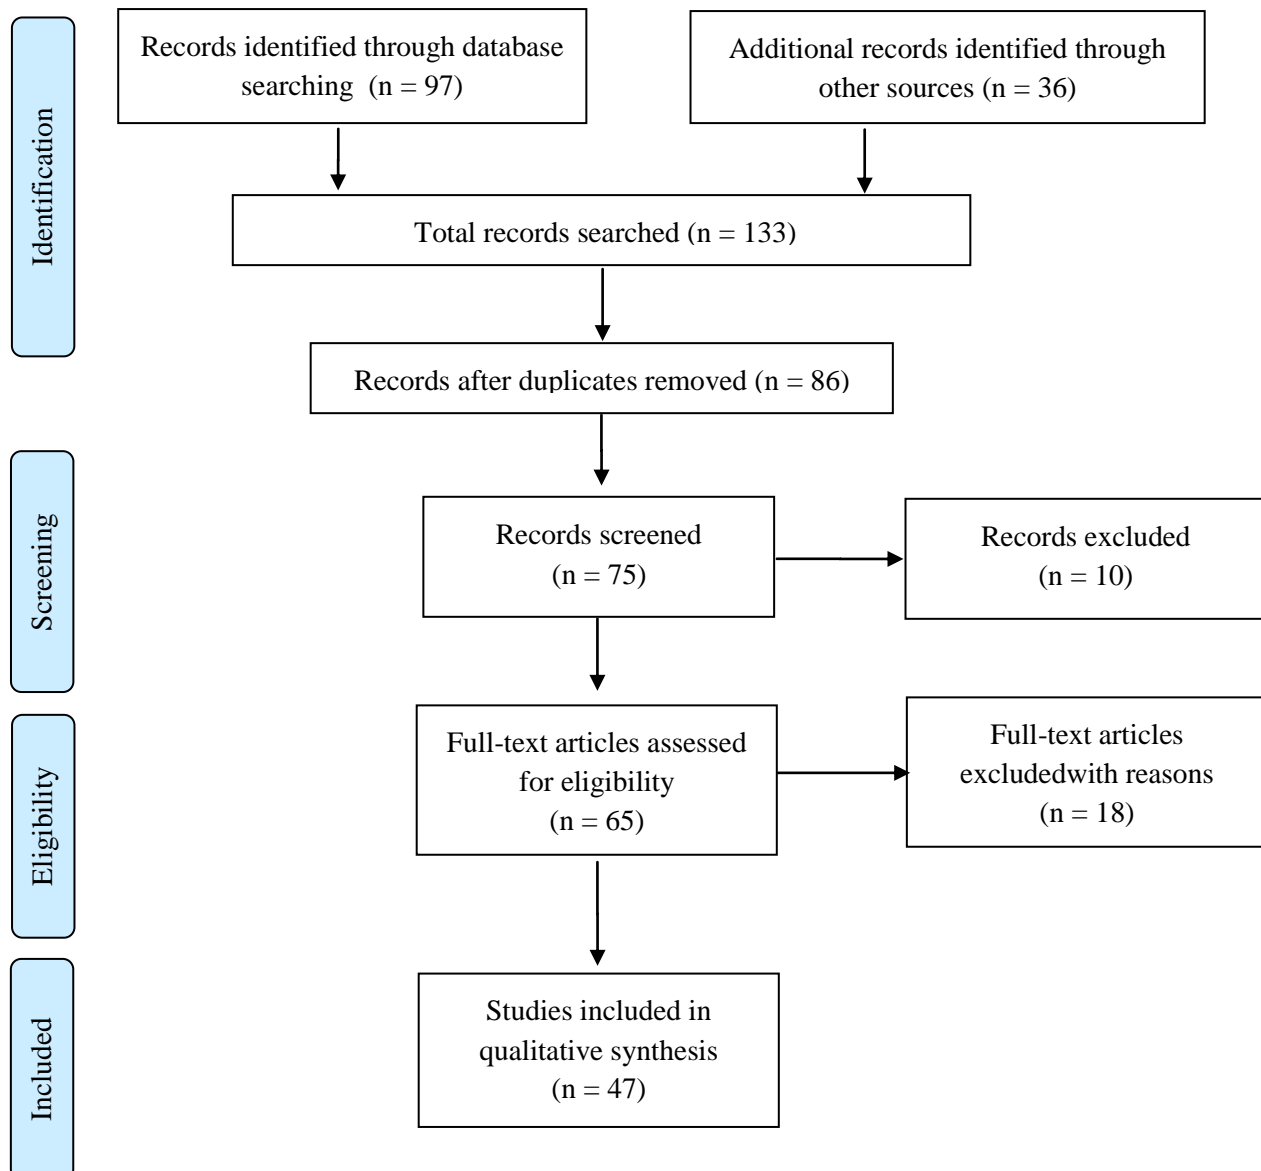 Identification
Records identified through database
searching (n = 97)
Additional records identified through
other sources (n = 36)
Total records searched (n = 133)
Records after duplicates removed (n = 86)
Screening
Records screened
(n = 75)
Records excluded
(n = 10)
Eligibility
Full-text articles assessed
for eligibility
(n = 65)
Full-text articles
excludedwith reasons
(n = 18)
Included
Studies included in
qualitative synthesis
(n = 47)